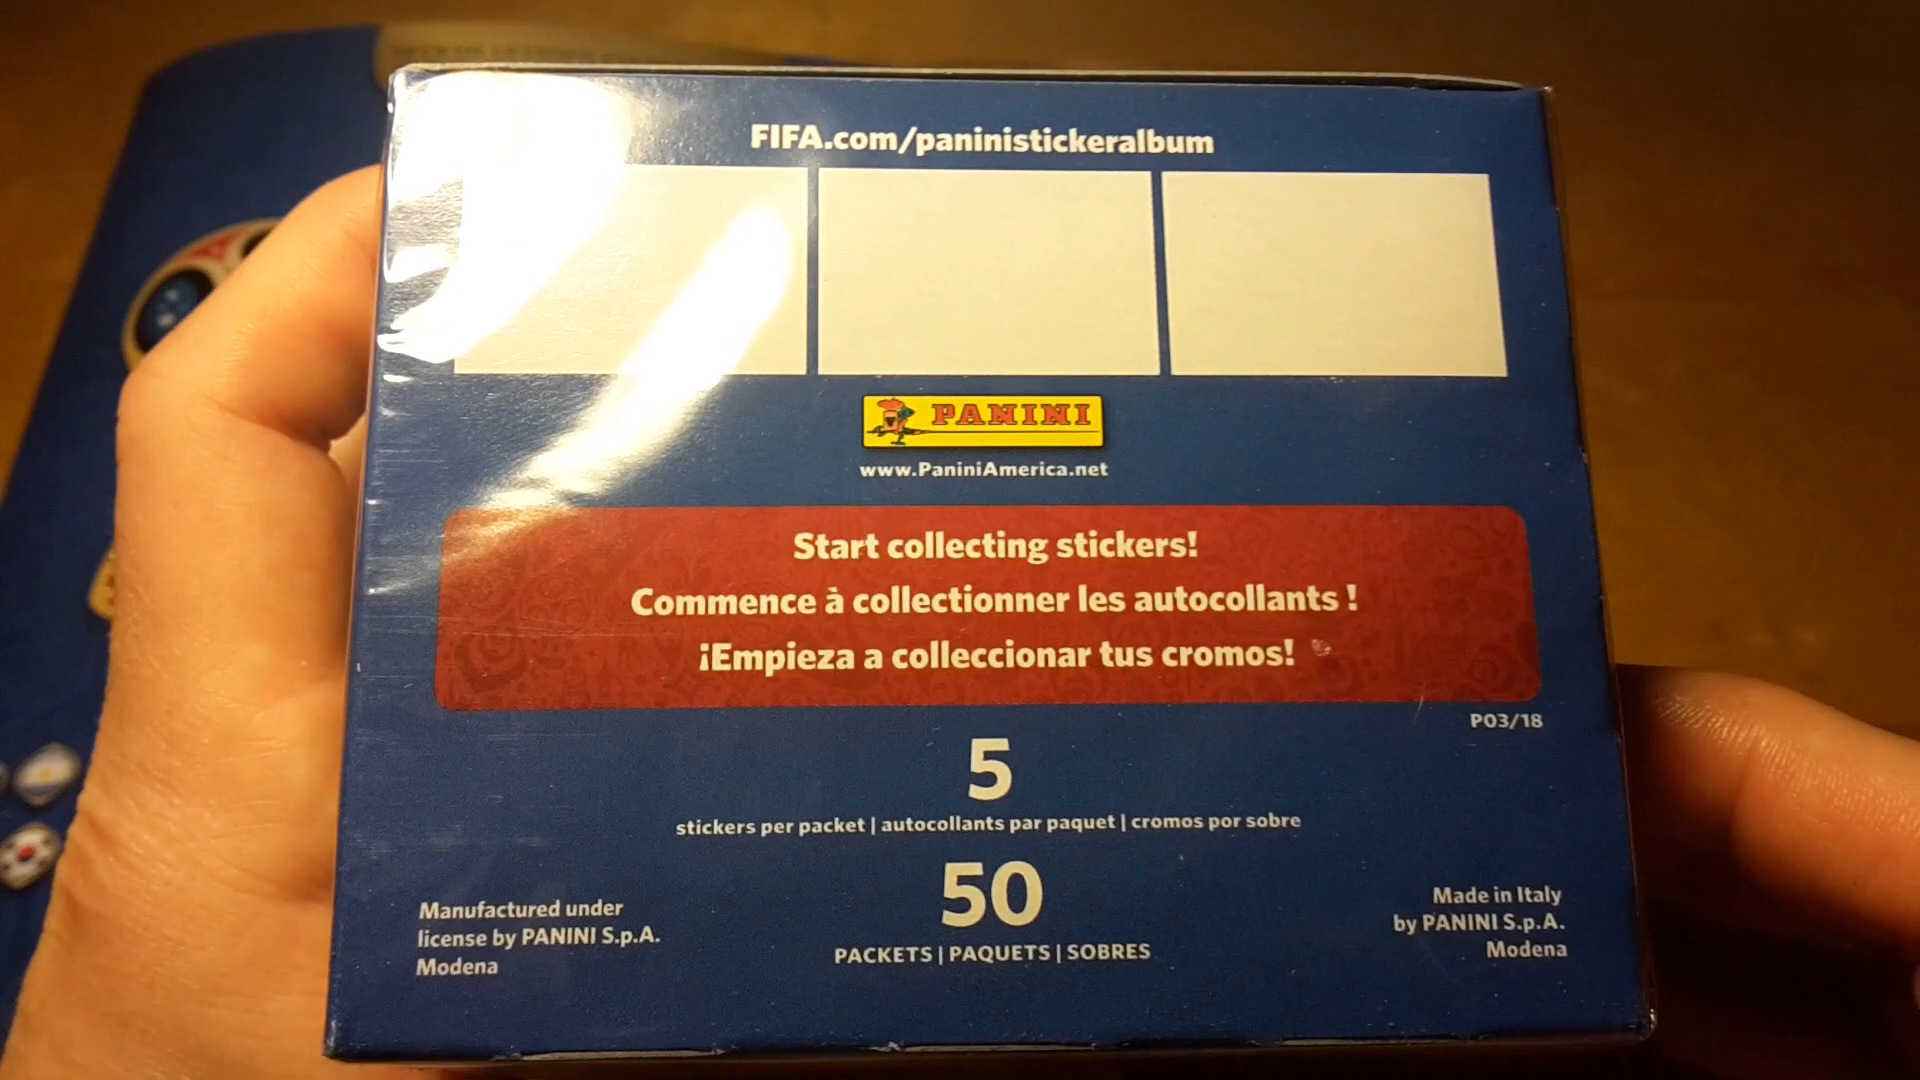 FIFA.com/paninistickeralbum
PANINI
www.PaniniAmerica.net
Start collecting stickers!
Commence à collectionner les autocollants !
¡Empieza a colleccionar tus cromos!
P03/18
5
stickers per packet | autocollants par paquet | cromos por sobre
50
PACKETS | PAQUETS | SOBRES
Manufactured under
license by PANINI S.p.A.
Modena
Made in Italy
by PANINI S.p.A.
Modena